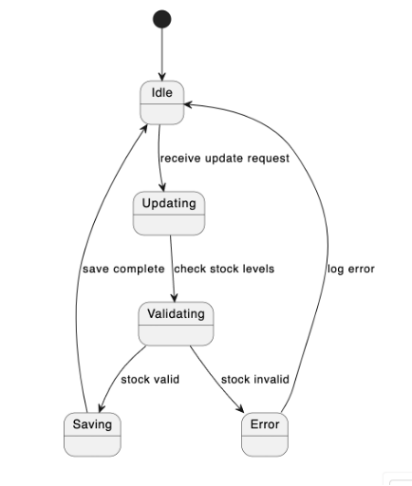 Idle
receive update request
Updating
save complete
check stock levels
log error
Validating
stock valid
stock invalid
Saving
Error